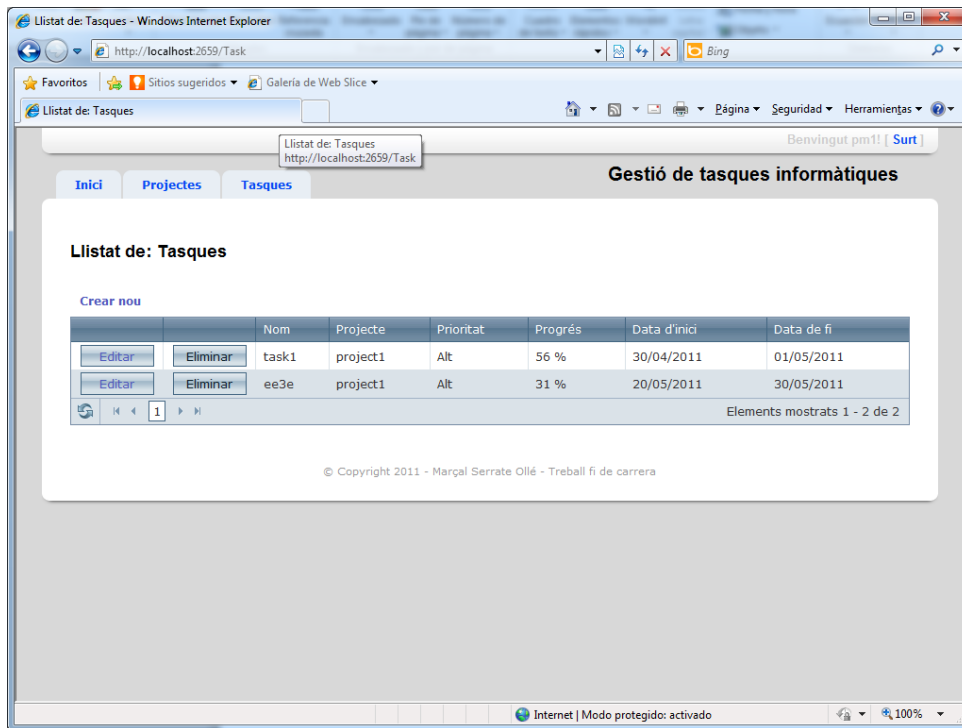 Llistat de: Tasques - Windows Internet Explorer
http://localhost:2659/Task
Bing
Favoritos Sitios sugeridos Galería de Web Slice
Llistat de: Tasques
Página Seguridad Herramientas
Llistat de: Tasques
http://localhost:2659/Task
Benvingut pm1! [ Surt ]
Gestió de tasques informàtiques
Inici Projectes Tasques
Llistat de: Tasques
Crear nou
Nom Projecte Prioritat Progrés Data d'inici Data de fi
Editar Eliminar task1 project1 Alt 56 % 30/04/2011 01/05/2011
Editar Eliminar ee3e project1 Alt 31 % 20/05/2011 30/05/2011
1 Elements mostrats 1 - 2 de 2
© Copyright 2011 - Marçal Serrate Ollé - Treball fi de carrera
Internet | Modo protegido: activado 100%